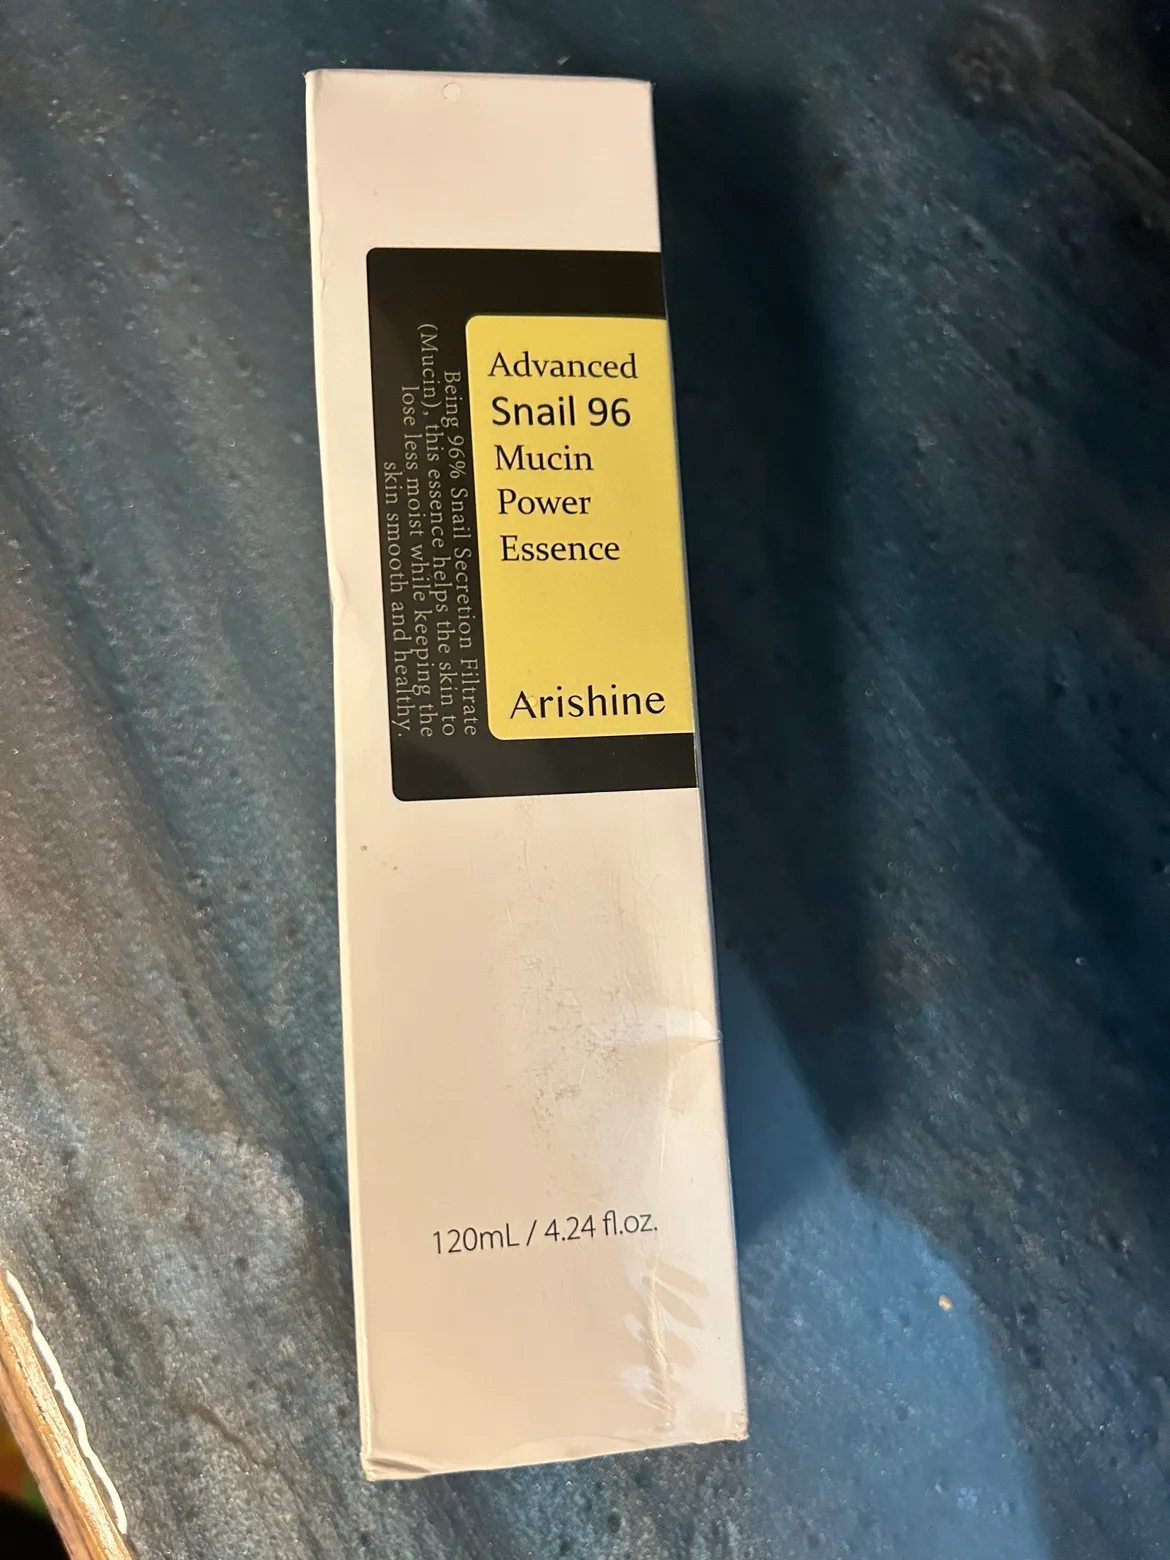 Advanced
Snail 96
Mucin
Power
Essence
Arishine
Being 96% Snail Secretion Filtrate
(Mucin), this essence helps the skin to
lose less moist while keeping the
skin smooth and healthy.
120mL / 4.24 fl.oz.